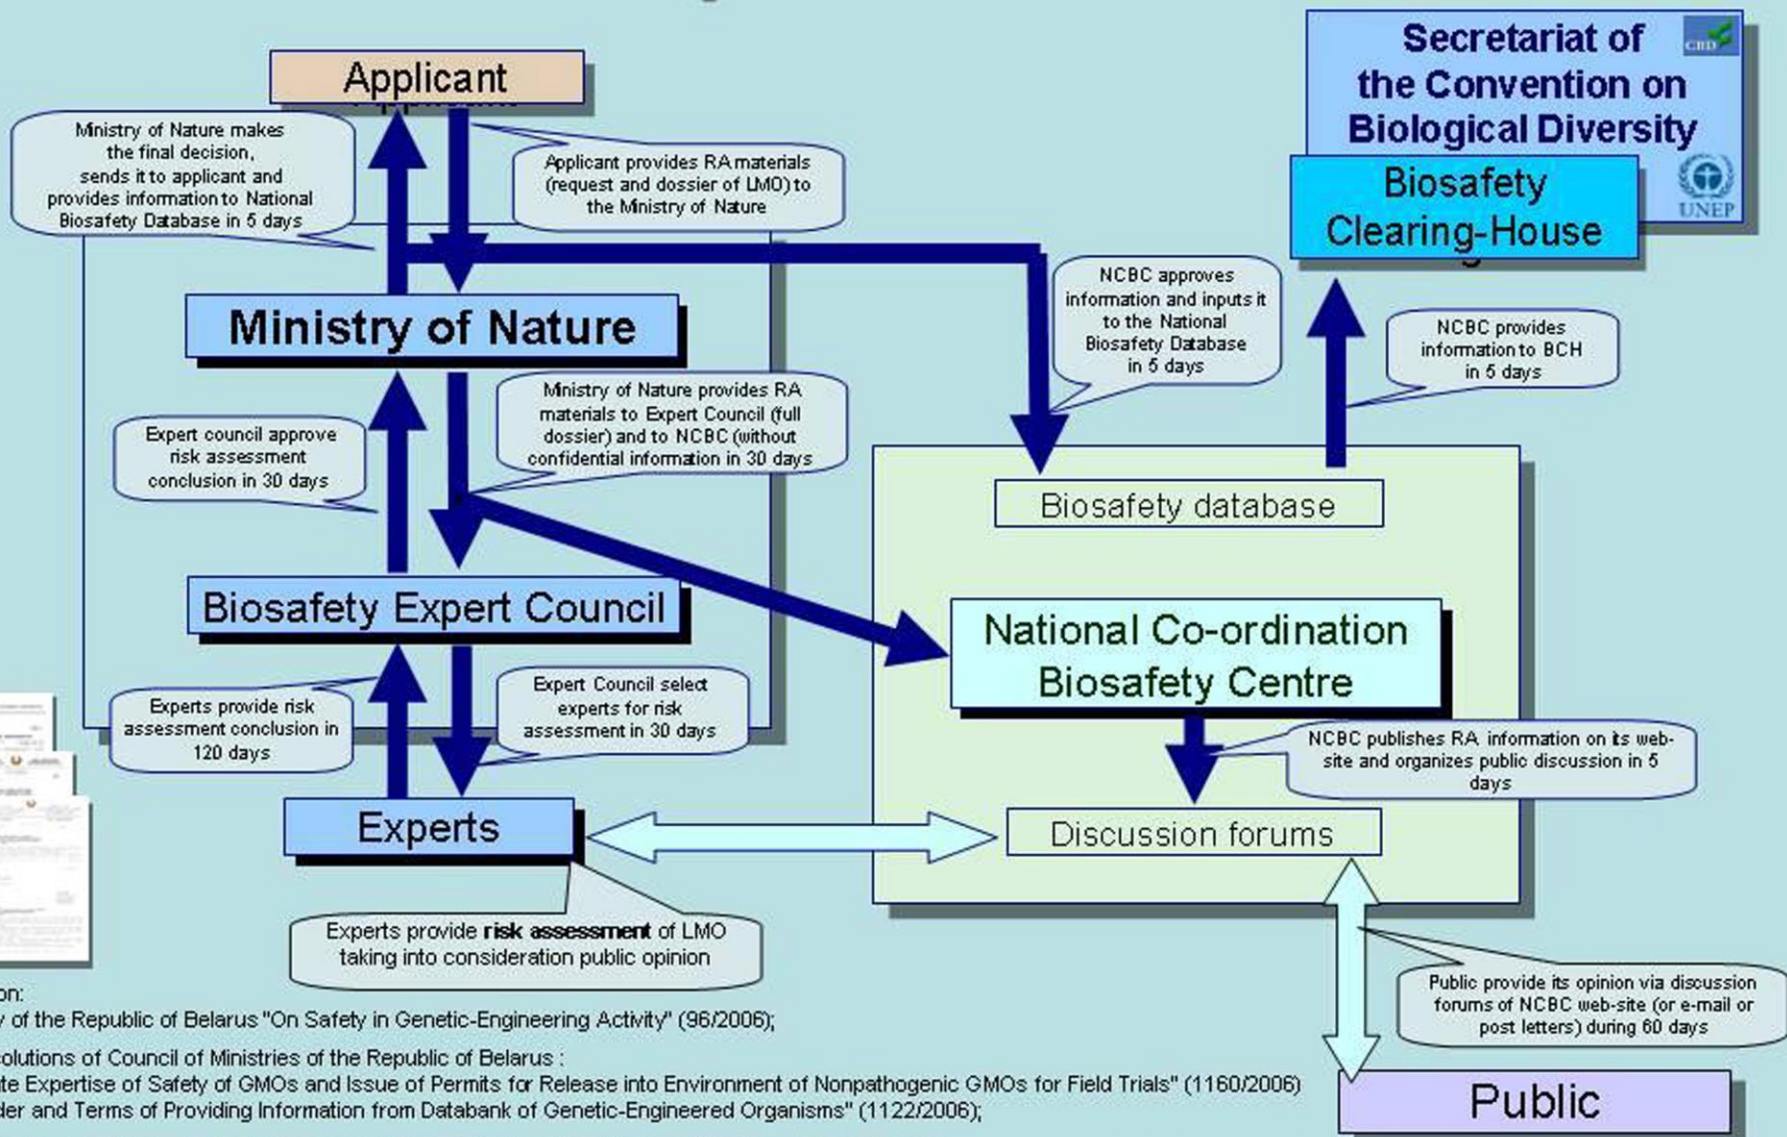 Applicant
Secretariat of
the Convention on
Biological Diversity
CBD
UNEP
Biosafety
Clearing-House
Ministry of Nature makes
the final decision,
sends it to applicant and
provides information to National
Biosafety Database in 5 days
Applicant provides RA materials
(request and dossier of LMO) to
the Ministry of Nature
Ministry of Nature
NCBC approves
information and inputs it
to the National
Biosafety Database
in 5 days
NCBC provides
information to BCH
in 5 days
Expert council approve
risk assessment
conclusion in 30 days
Ministry of Nature provides RA
materials to Expert Council (full
dossier) and to NCBC (without
confidential information in 30 days
Biosafety database
Biosafety Expert Council
National Co-ordination
Biosafety Centre
Experts provide risk
assessment conclusion in
120 days
Expert Council select
experts for risk
assessment in 30 days
NCBC publishes RA information on its web-
site and organizes public discussion in 5
days
Experts
Discussion forums
Experts provide risk assessment of LMO
taking into consideration public opinion
Public provide its opinion via discussion
forums of NCBC web-site (or e-mail or
post letters) during 60 days
Public
on:
of the Republic of Belarus "On Safety in Genetic-Engineering Activity" (96/2006);
olutions of Council of Ministries of the Republic of Belarus :
te Expertise of Safety of GMOs and Issue of Permits for Release into Environment of Nonpathogenic GMOs for Field Trials" (1160/2006)
der and Terms of Providing Information from Databank of Genetic-Engineered Organisms" (1122/2006);